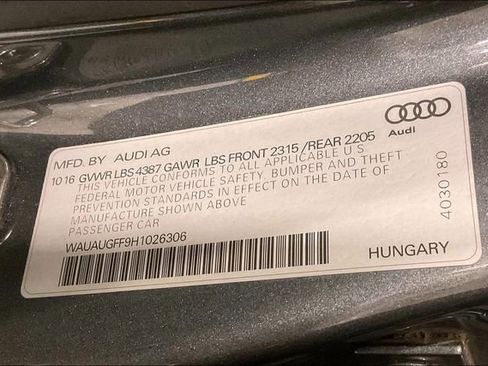 MFD. BY AUDI AG
10 16 GVWR LBS 4387 GAWR LBS FRONT 2315 /REAR 2205
THIS VEHICLE CONFORMS TO ALL APPLICABLE U.S.
FEDERAL MOTOR VEHICLE SAFETY, BUMPER AND THEFT
PREVENTION STANDARDS IN EFFECT ON THE DATE OF
MANUFACTURE SHOWN ABOVE
PASSENGER CAR
WAUAUGFF9H1026306
Audi
4030180
HUNGARY